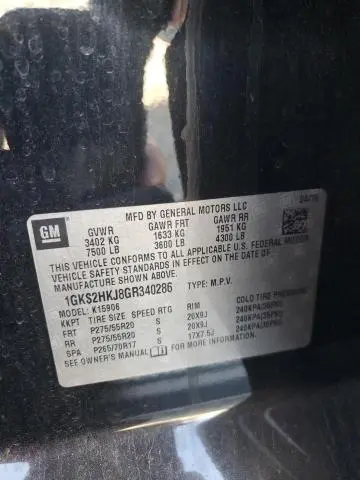 GM
MFD BY GENERAL MOTORS LLC
04/16
GVWR GAWR FRT GAWR RR
3402 KG 1633 KG 1951 KG
7500 LB 3600 LB 4300 LB
THIS VEHICLE CONFORMS TO ALL APPLICABLE U.S. FEDERAL MOTOR
VEHICLE SAFETY STANDARDS IN EFFECT ON THE DATE OF
MANUFACTURE SHOWN ABOVE.
1GKS2HKJ8GR340286 TYPE: M.P.V.
MODEL: K15906
KKPT TIRE SIZE SPEED RTG RIM COLD TIRE PRESSURE
FRT P275/55R20 S 20X9J 240KPA(35PSI)
RR P275/55R20 S 20X9J 240KPA(35PSI)
SPA P265/70R17 S 17X7.5J 240KPA(35PSI)
SEE OWNER'S MANUAL FOR MORE INFORMATION.